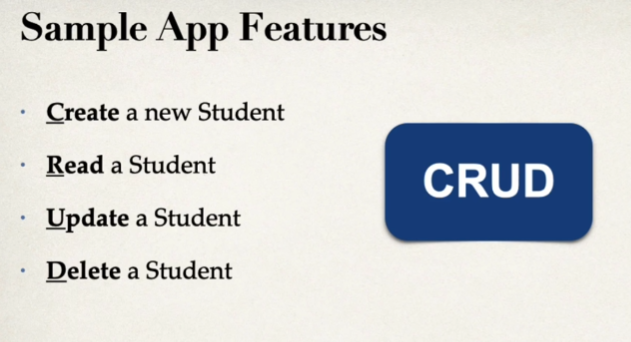 Sample App Features
· Create a new Student
· Read a Student
· Update a Student
· Delete a Student
CRUD